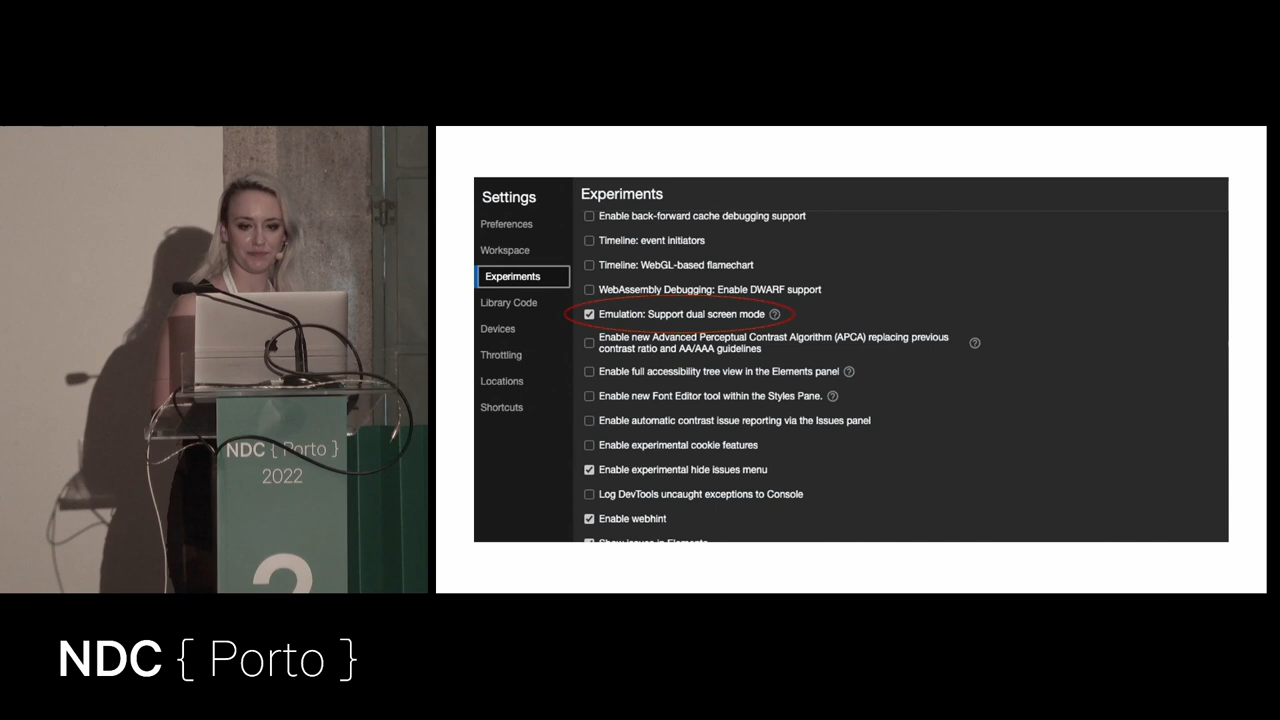 NDC { Porto }
2022
2
Settings
Preferences
Workspace
Experiments
Library Code
Devices
Throttling
Locations
Shortcuts
Experiments
Enable back-forward cache debugging support
Timeline: event initiators
Timeline: WebGL-based flamechart
WebAssembly Debugging: Enable DWARF support
Emulation: Support dual screen mode ?
Enable new Advanced Perceptual Contrast Algorithm (APCA) replacing previous
contrast ratio and AA/AAA guidelines ?
Enable full accessibility tree view in the Elements panel ?
Enable new Font Editor tool within the Styles Pane. ?
Enable automatic contrast issue reporting via the Issues panel
Enable experimental cookie features
Enable experimental hide issues menu
Log DevTools uncaught exceptions to Console
Enable webhint
Show issues in Elements
NDC { Porto }